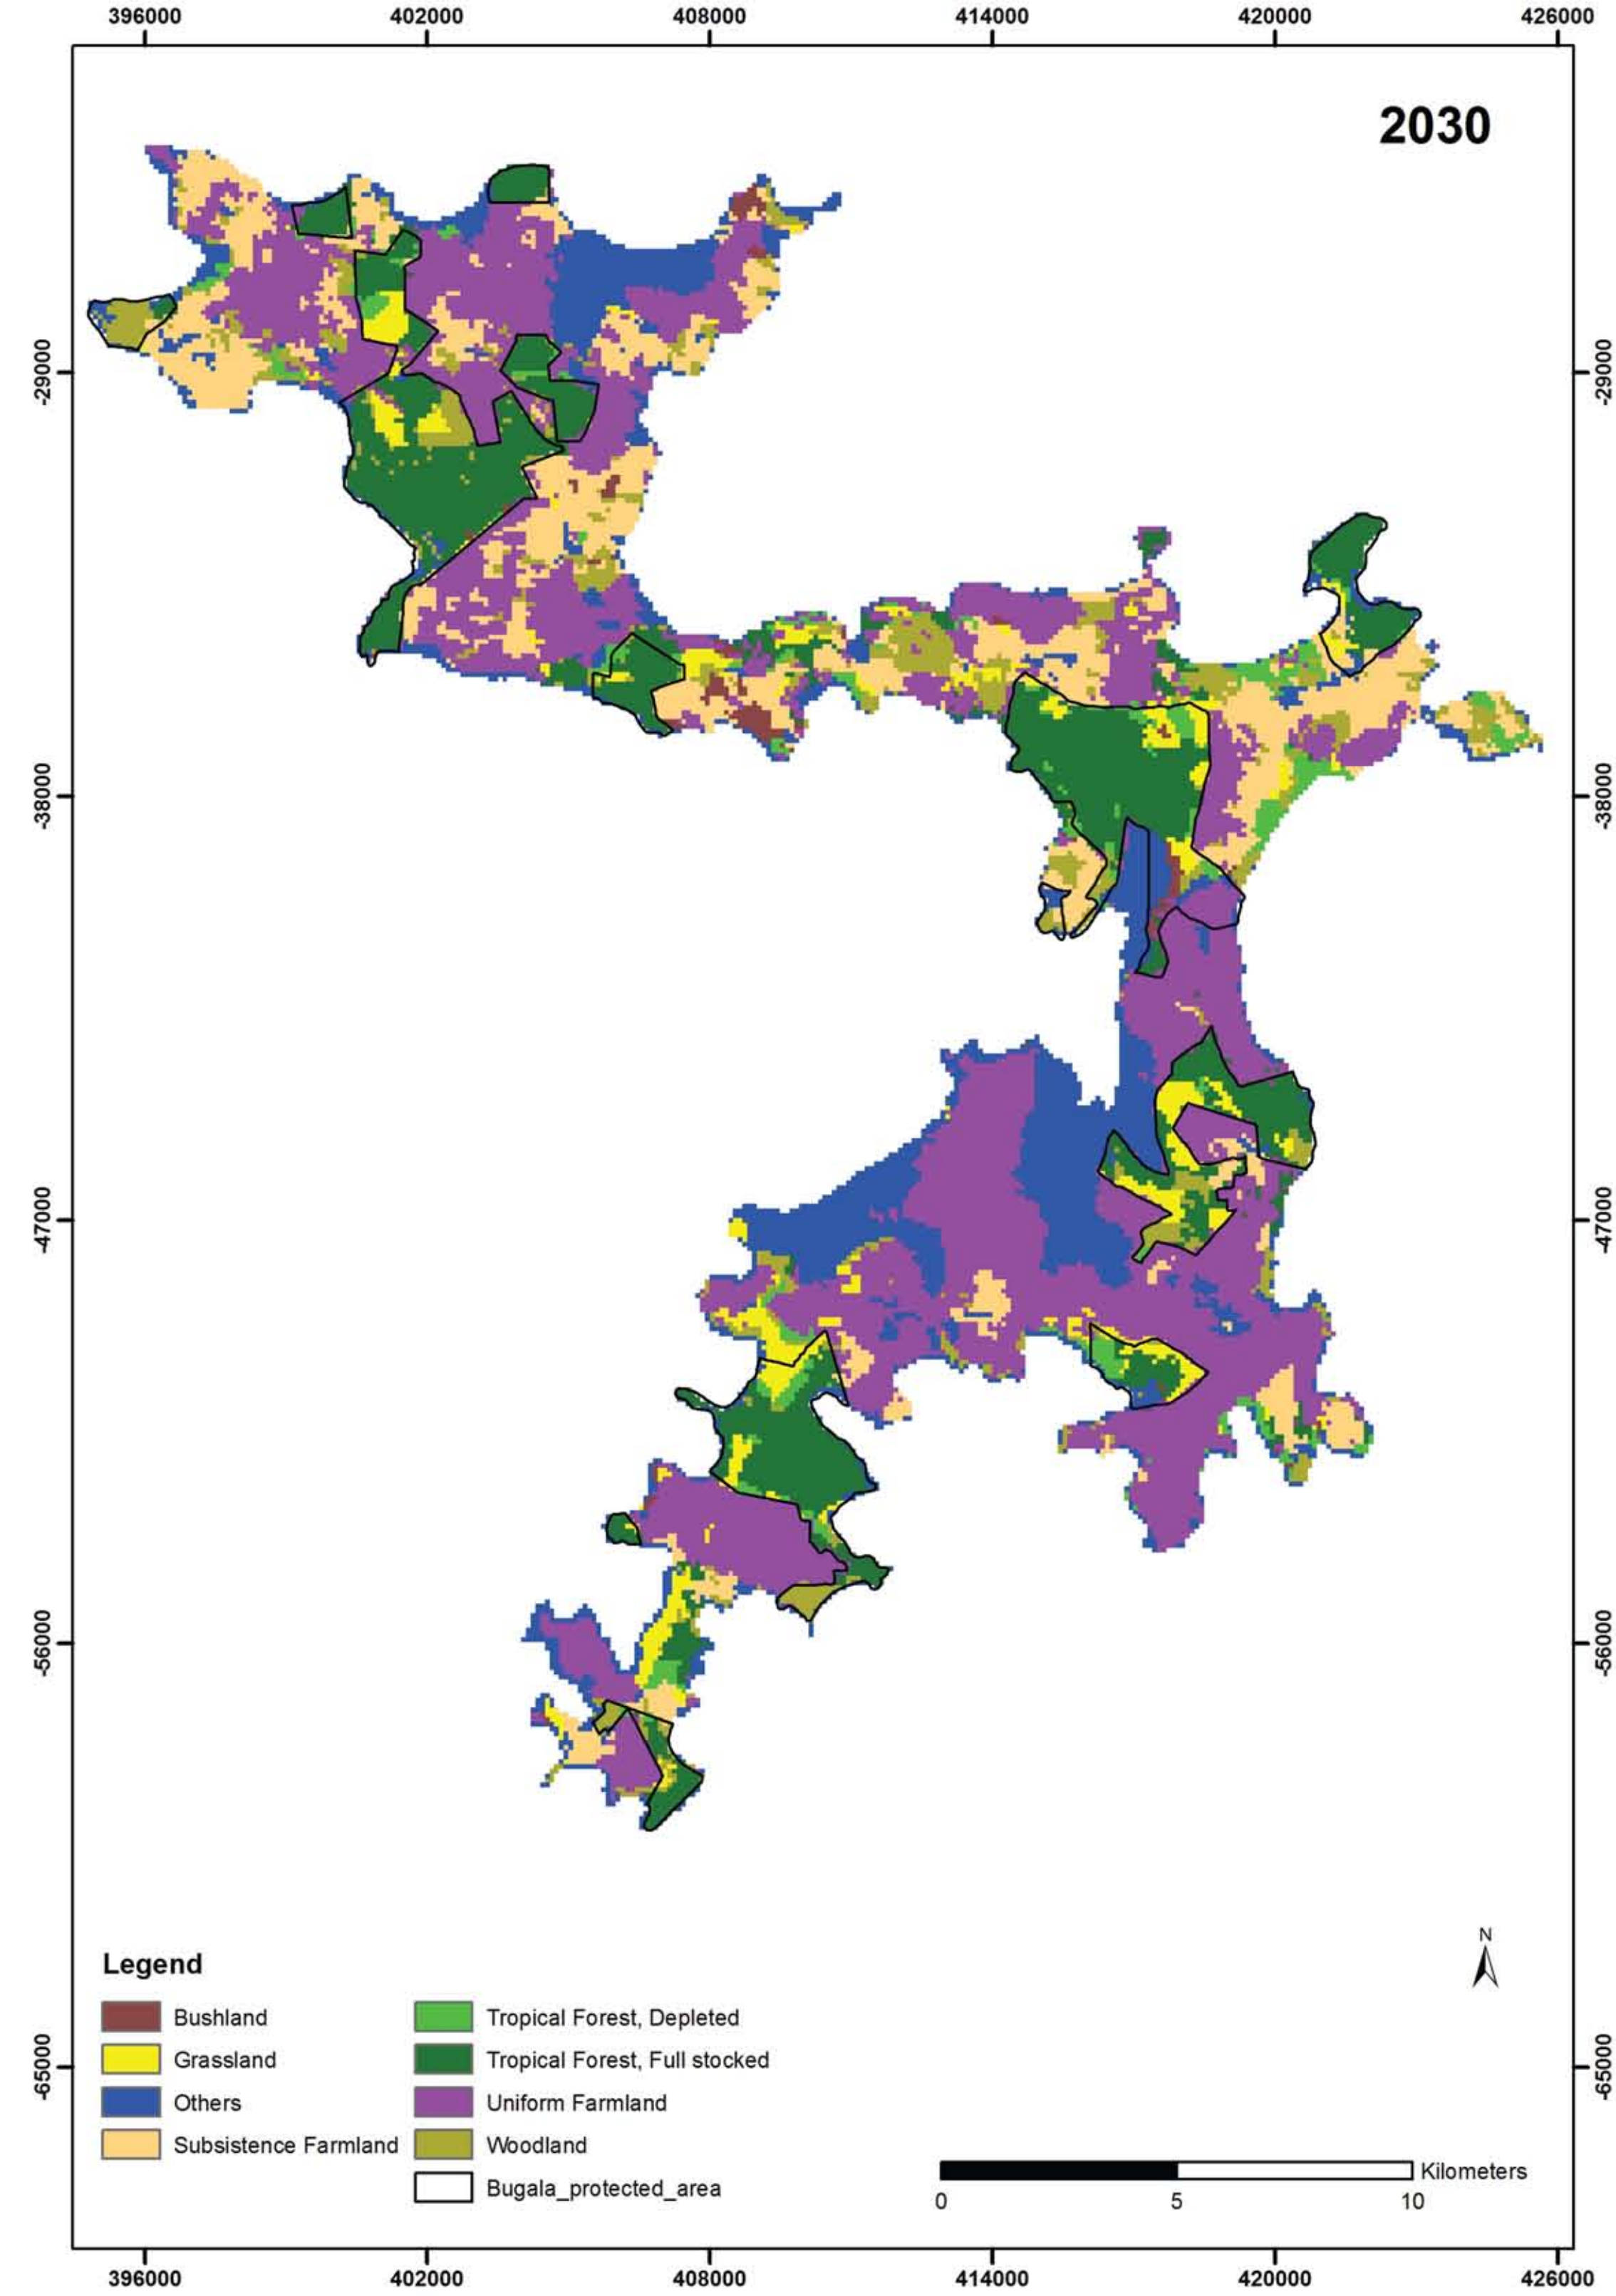 396000 402000 408000 414000 420000 426000
2030
-29000 -29000
-38000 -38000
-47000 -47000
-56000 -56000
-65000 -65000
N
Legend
Bushland
Grassland
Others
Subsistence Farmland
Tropical Forest, Depleted
Tropical Forest, Full stocked
Uniform Farmland
Woodland
Bugala_protected_area
Kilometers
0 5 10
396000 402000 408000 414000 420000 426000